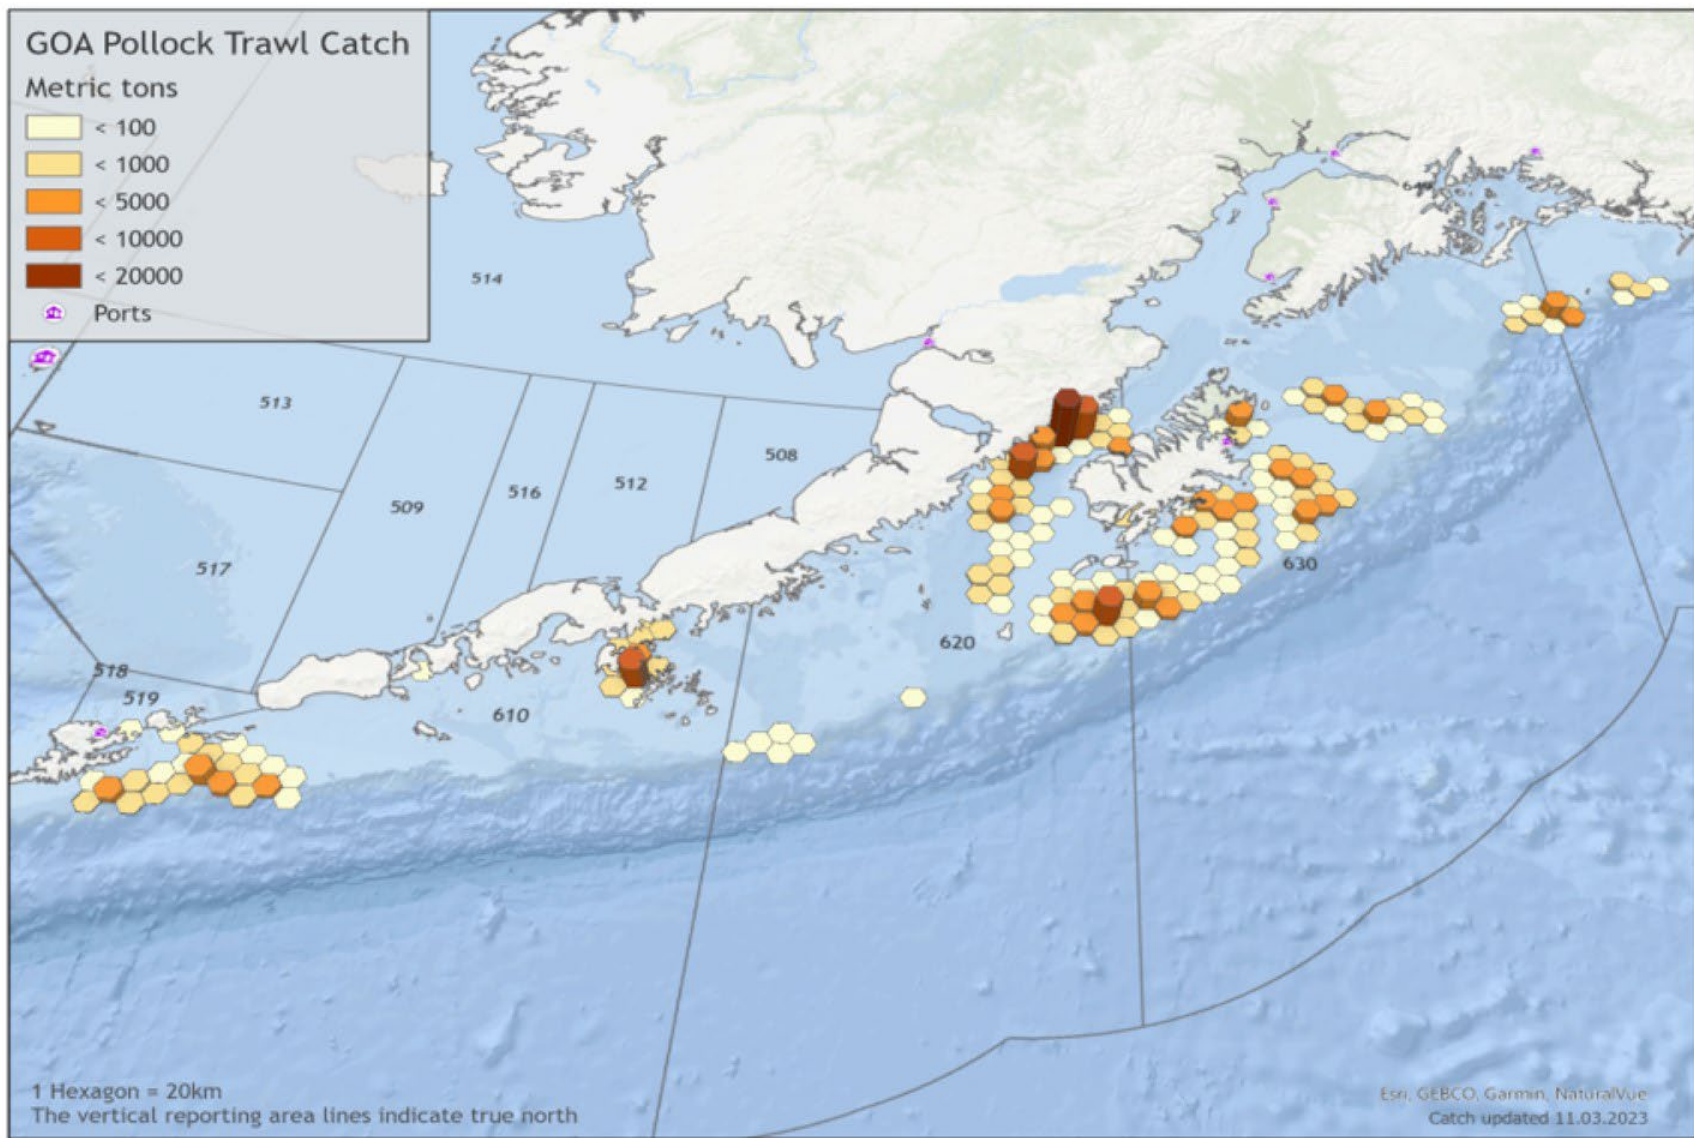 GOA Pollock Trawl Catch
Metric tons
< 100
< 1000
< 5000
< 10000
< 20000
Ports
514
513
508
516
512
509
517
630
620
518
519
610
1 Hexagon = 20km
The vertical reporting area lines indicate true north
Esri, GEBCO, Garmin, NaturalVue
Catch updated 11.03.2023